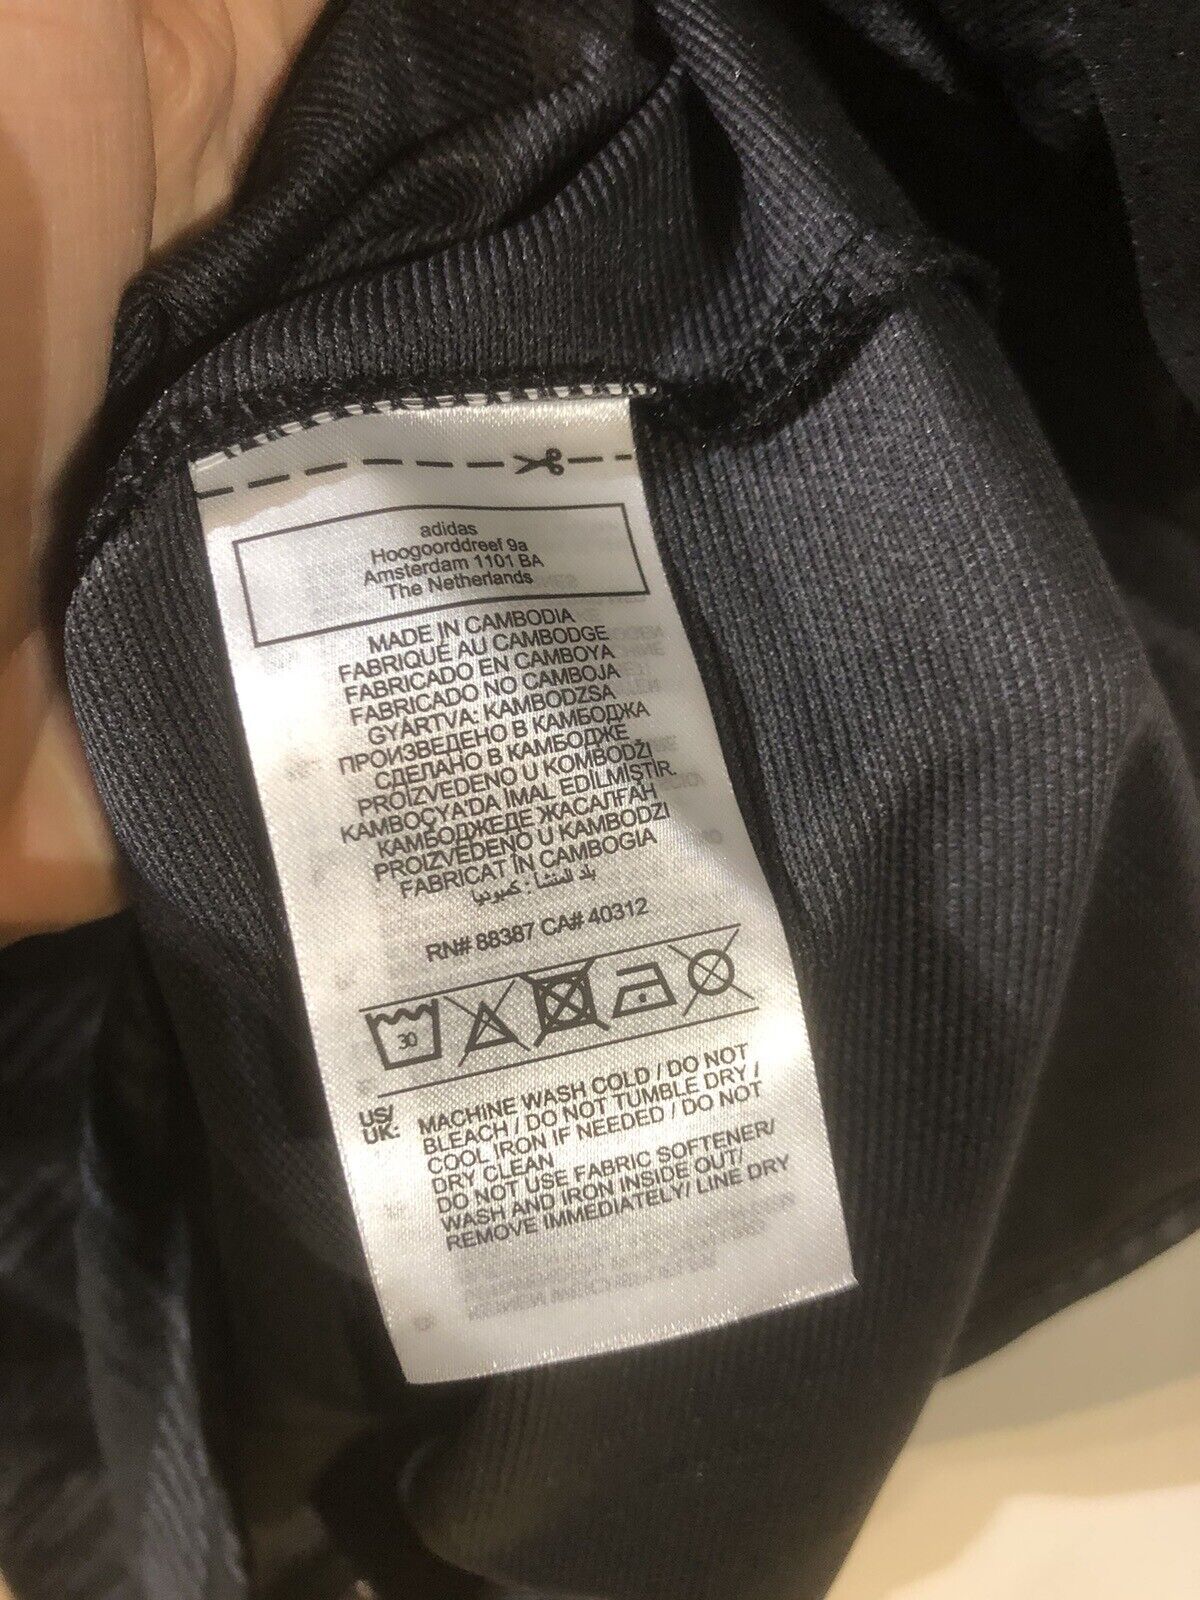 adidas
Hoogoorddreef 9a
Amsterdam 1101 BA
The Netherlands
MADE IN CAMBODIA
FABRIQUE AU CAMBODGE
FABRICADO EN CAMBOYA
FABRICADO NO CAMBOJA
GYÁRTVA: KAMBODZSA
ПРОИЗВЕДЕНО В КАМБОДЖА
СДЕЛАНО В КАМБОДЖЕ
PROIZVEDENO U KOMBODŽI
KAMBOÇYA'DA İMAL EDİLMİŞTİR.
КАМБОДЖЕДЕ ЖАСАЛҒАН
PROIZVEDENO U KAMBODZI
FABRICAT ÎN CAMBOGIA
بلد المنشأ : كمبوديا
RN# 88387 CA# 40312
30
US/ UK: MACHINE WASH COLD / DO NOT
BLEACH / DO NOT TUMBLE DRY /
COOL IRON IF NEEDED / DO NOT
DRY CLEAN
DO NOT USE FABRIC SOFTENER/
WASH AND IRON INSIDE OUT/
REMOVE IMMEDIATELY/ LINE DRY